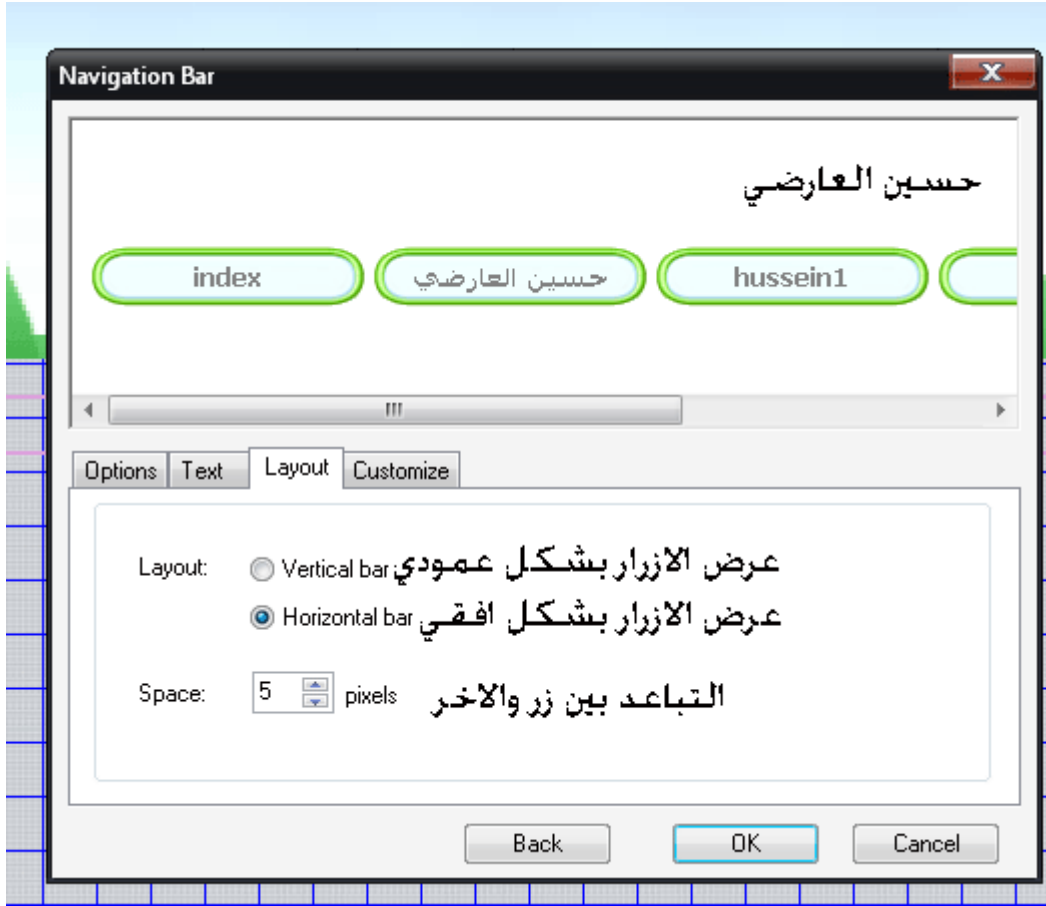 Navigation Bar
حسين العارضي
index حسين العارضي hussein1
Options Text Layout Customize
Layout: Vertical bar عرض الازرار بشكل عمودي
Horizontal bar عرض الازرار بشكل افقي
Space: 5 pixels التباعد بين زر والاخر
Back OK Cancel